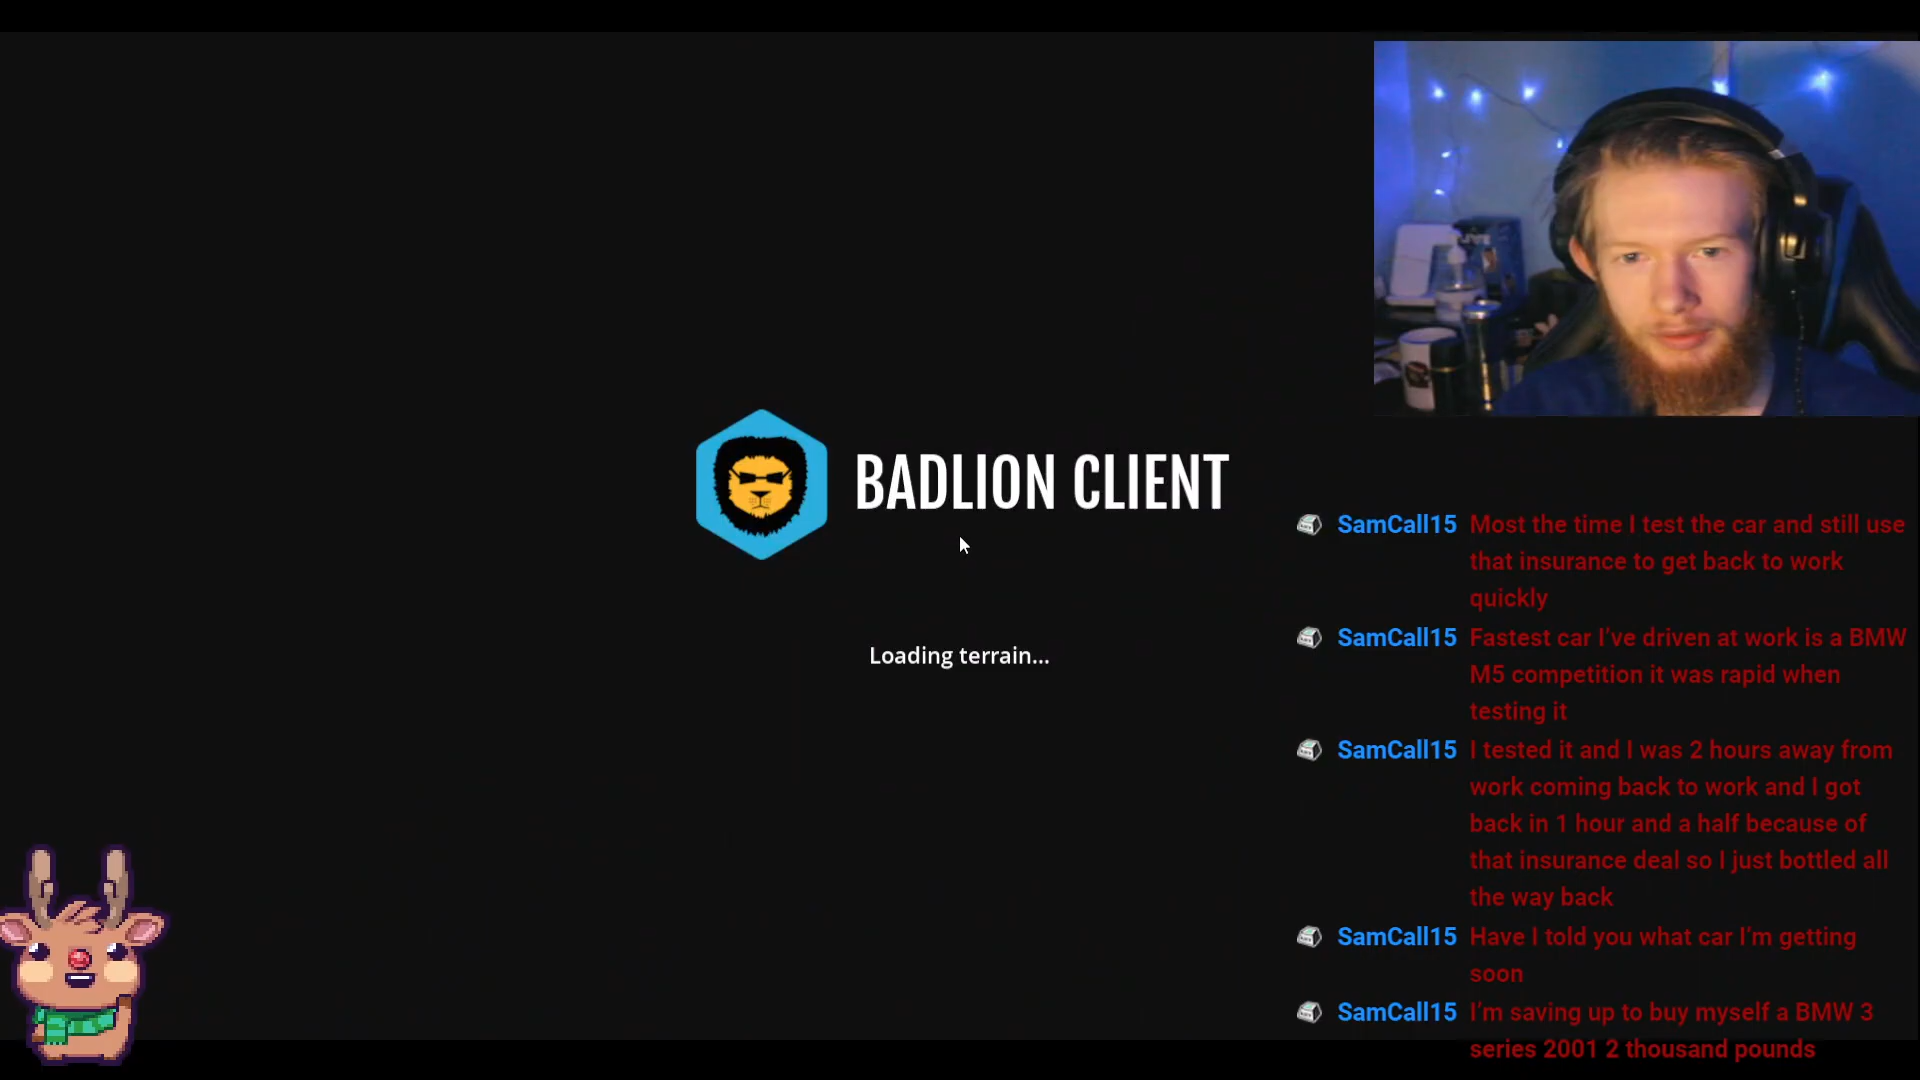 BADLION CLIENT
Loading terrain...
SamCall15 Most the time I test the car and still use
that insurance to get back to work
quickly
SamCall15 Fastest car I've driven at work is a BMW
M5 competition it was rapid when
testing it
SamCall15 I tested it and I was 2 hours away from
work coming back to work and I got
back in 1 hour and a half because of
that insurance deal so I just bottled all
the way back
SamCall15 Have I told you what car I'm getting
soon
SamCall15 I'm saving up to buy myself a BMW 3
series 2001 2 thousand pounds